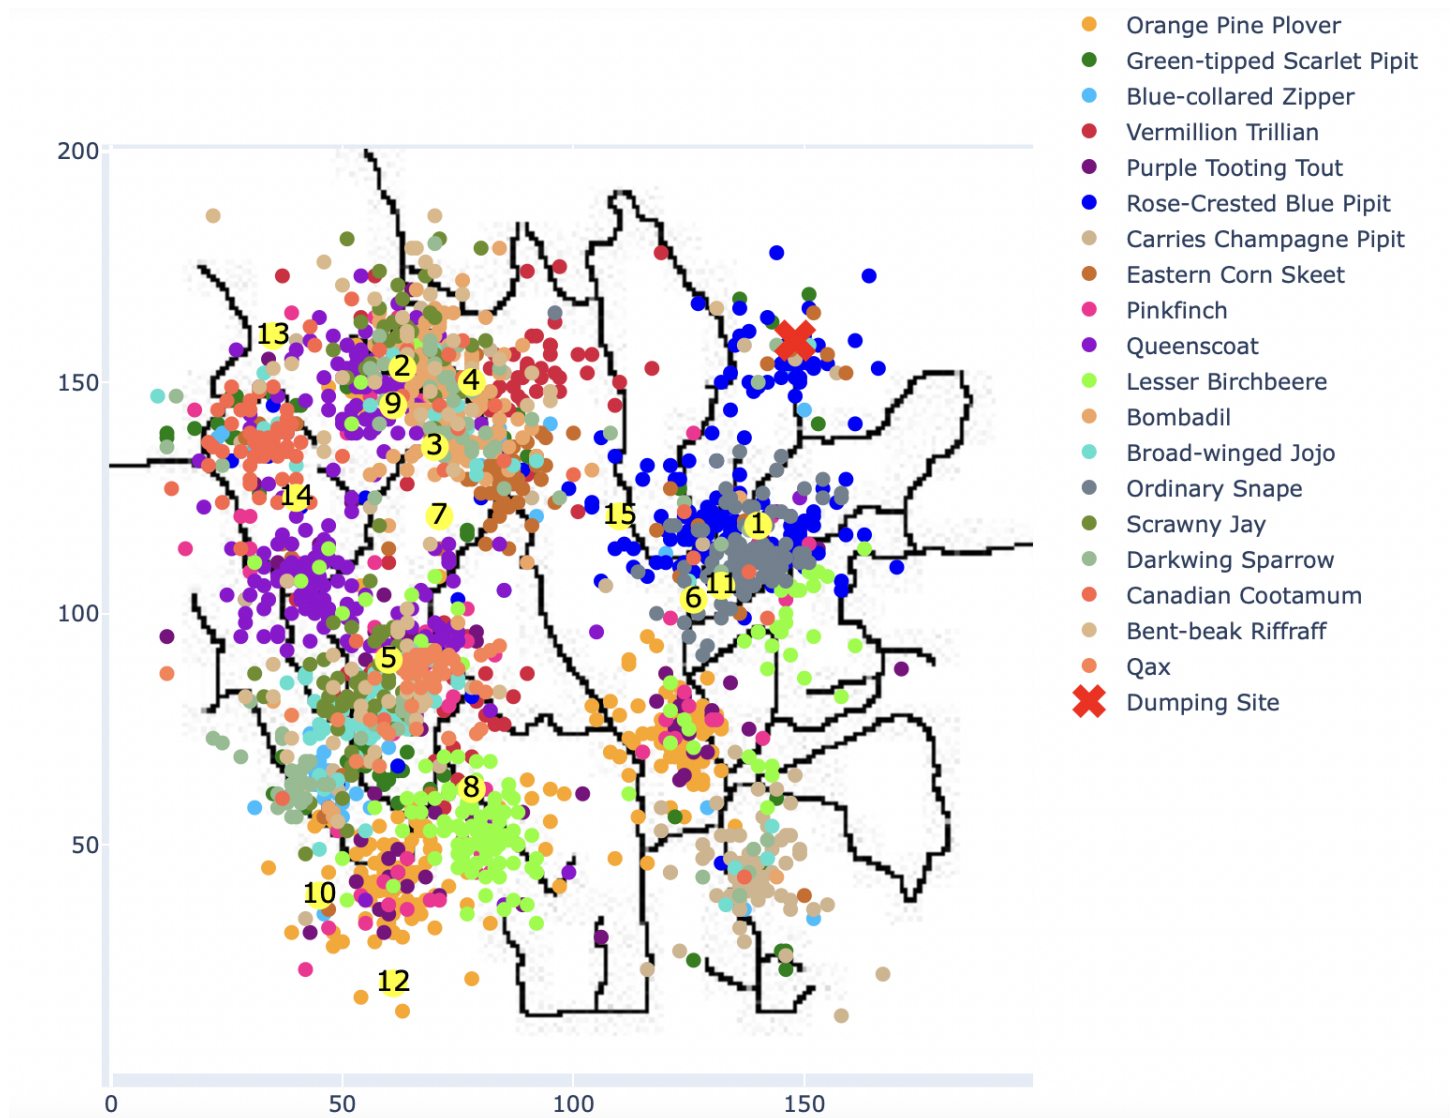 Orange Pine Plover
Green-tipped Scarlet Pipit
Blue-collared Zipper
Vermillion Trillian
Purple Tooting Tout
Rose-Crested Blue Pipit
Carries Champagne Pipit
Eastern Corn Skeet
Pinkfinch
Queenscoat
Lesser Birchbeere
Bombadil
Broad-winged Jojo
Ordinary Snape
Scrawny Jay
Darkwing Sparrow
Canadian Cootamum
Bent-beak Riffraff
Qax
Dumping Site
200
13
2
150
4
9
3
14
15
7
1
11
6
100
5
8
50
10
12
0
50
100
150